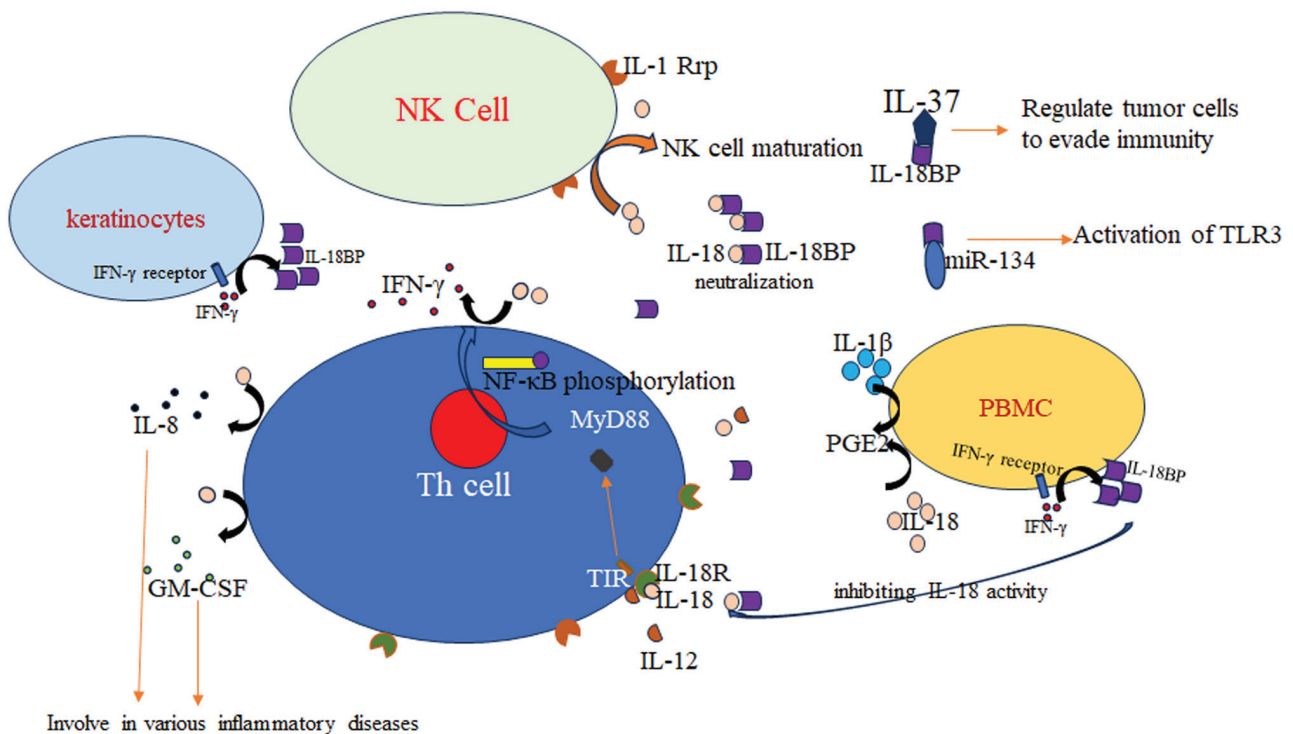 IL-1 Rrp
NK Cell
NK cell maturation
IL-37
IL-18BP
Regulate tumor cells
to evade immunity
keratinocytes
IFN-γ receptor
IL-18BP
IFN-γ
IFN-γ
IL-18
IL-18BP
neutralization
miR-134
Activation of TLR3
NF-κB phosphorylation
MyD88
Th cell
IL-8
GM-CSF
TIR
IL-18R
IL-18
IL-12
IL-1β
PBMC
PGE2
IFN-γ receptor
IL-18BP
IL-18
IFN-γ
inhibiting IL-18 activity
Involve in various inflammatory diseases